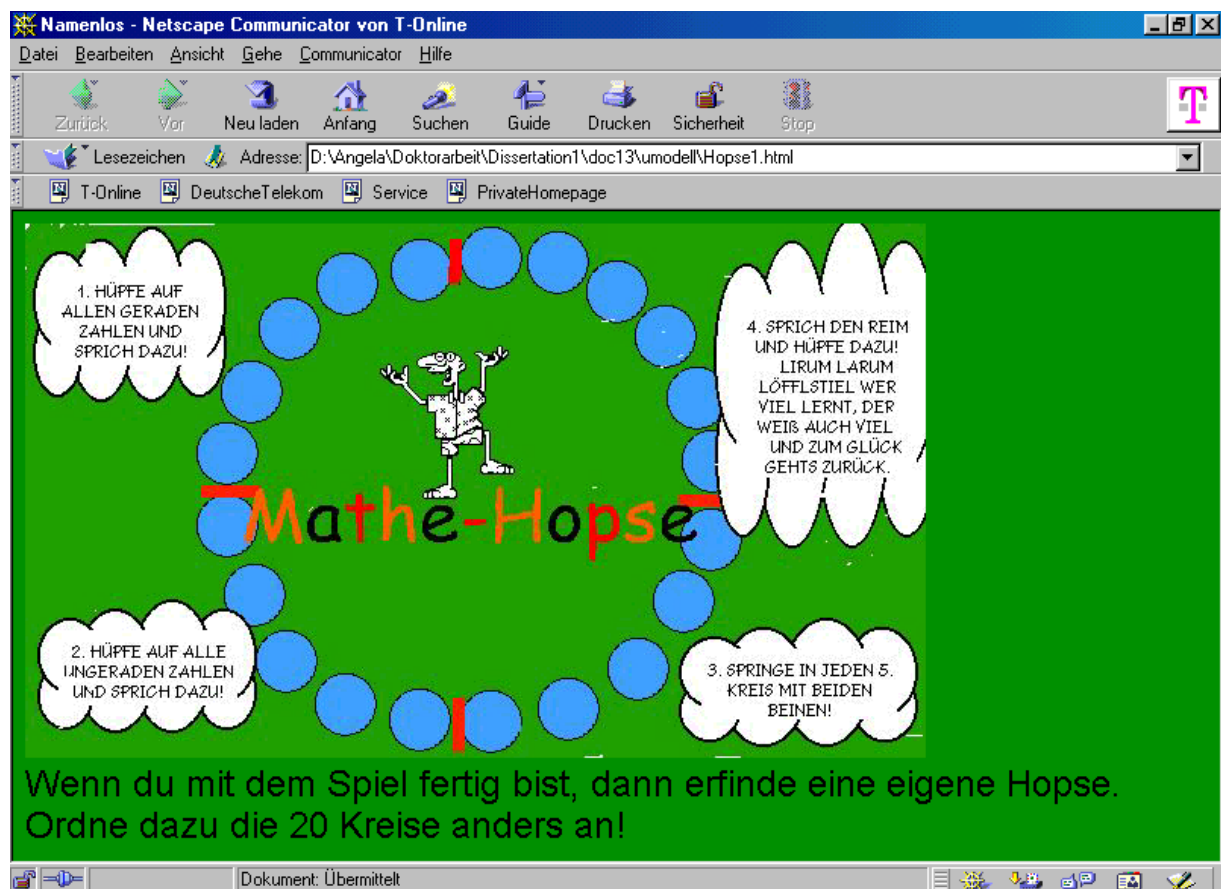 Namenlos - Netscape Communicator von T-Online
Datei Bearbeiten Ansicht Gehe Communicator Hilfe
Zurück Vor Neu laden Anfang Suchen Guide Drucken Sicherheit Stop
T
Lesezeichen Adresse: D:\Angela\Doktorarbeit\Dissertation1\doc13\umodell\Hopse1.html
T-Online DeutscheTelekom Service PrivateHomepage
1. HÜPFE AUF
ALLEN GERADEN
ZAHLEN UND
SPRICH DAZU!
4. SPRICH DEN REIM
UND HÜPFE DAZU!
LIRUM LARUM
LÖFFLSTIEL WER
VIEL LERNT, DER
WEIß AUCH VIEL
UND ZUM GLÜCK
GEHTS ZURÜCK.
Mathe-Hopse
2. HÜPFE AUF ALLE
UNGERADEN ZAHLEN
UND SPRICH DAZU!
3. SPRINGE IN JEDEN 5.
KREIS MIT BEIDEN
BEINEN!
Wenn du mit dem Spiel fertig bist, dann erfinde eine eigene Hopse.
Ordne dazu die 20 Kreise anders an!
Dokument: Übermittelt